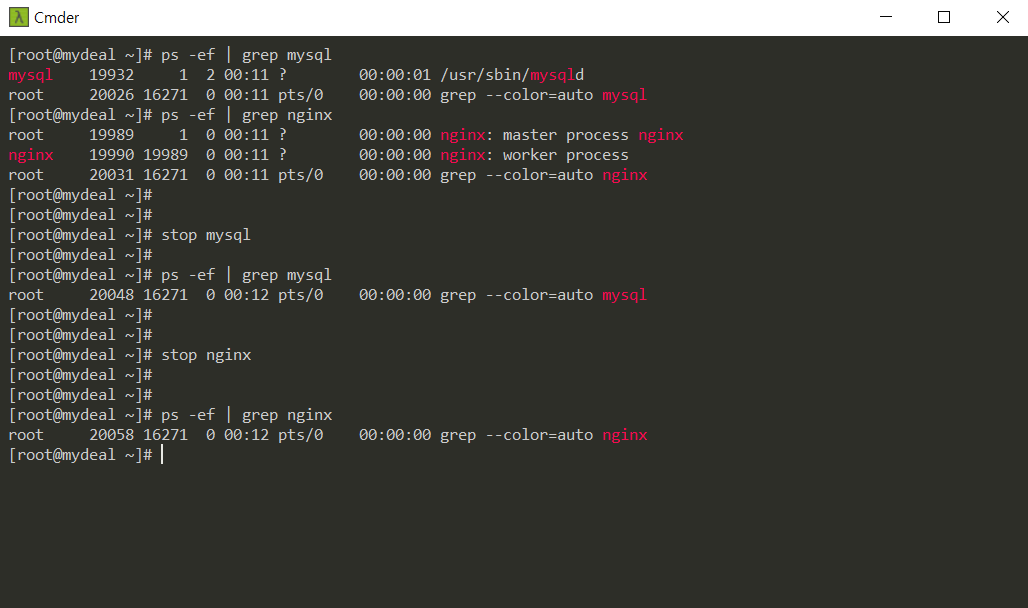 Cmder
[root@mydeal ~]# ps -ef | grep mysql
mysql    19932     1  2 00:11 ?        00:00:01 /usr/sbin/mysqld
root     20026 16271  0 00:11 pts/0    00:00:00 grep --color=auto mysql
[root@mydeal ~]# ps -ef | grep nginx
root     19989     1  0 00:11 ?        00:00:00 nginx: master process nginx
nginx    19990 19989  0 00:11 ?        00:00:00 nginx: worker process
root     20031 16271  0 00:11 pts/0    00:00:00 grep --color=auto nginx
[root@mydeal ~]#
[root@mydeal ~]#
[root@mydeal ~]# stop mysql
[root@mydeal ~]#
[root@mydeal ~]# ps -ef | grep mysql
root     20048 16271  0 00:12 pts/0    00:00:00 grep --color=auto mysql
[root@mydeal ~]#
[root@mydeal ~]#
[root@mydeal ~]# stop nginx
[root@mydeal ~]#
[root@mydeal ~]#
[root@mydeal ~]# ps -ef | grep nginx
root     20058 16271  0 00:12 pts/0    00:00:00 grep --color=auto nginx
[root@mydeal ~]#